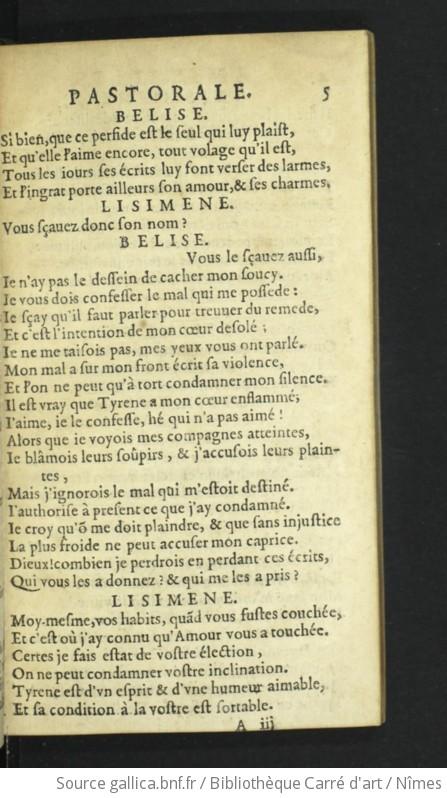 PASTORALE. 5
BELISE.
Si bien, que ce perfide est le seul qui luy plaist,
Et qu'elle l'aime encore, tout volage qu'il est,
Tous les iours ses écrits luy font verser des larmes,
Et l'ingrat porte ailleurs son amour, & ses charmes.
LISIMENE.
Vous sçauez donc son nom ?
BELISE.
Vous le sçauez aussi,
Ie n'ay pas le dessein de cacher mon soucy.
Ie vous dois confesser le mal qui me possede :
Ie sçay qu'il faut parler pour treuuer du remede,
Et c'est l'intention de mon cœur desolé ;
Ie ne me taisois pas, mes yeux vous ont parlé.
Mon mal a sur mon front écrit sa violence,
Et l'on ne peut qu'à tort condamner mon silence.
Il est vray que Tyrene a mon cœur enflammé;
I'aime, ie le confesse, hé qui n'a pas aimé !
Alors que ie voyois mes compagnes atteintes,
Ie blâmois leurs soûpirs, & j'accusois leurs plain-
tes,
Mais j'ignorois le mal qui m'estoit destiné.
I'authorise à present ce que j'ay condamné.
Ie croy qu'õ me doit plaindre, & que sans injustice
La plus froide ne peut accuser mon caprice.
Dieux! combien je perdrois en perdant ces écrits,
Qui vous les a donnez ? & qui me les a pris ?
LISIMENE.
Moy-mesme, vos habits, quãd vous fustes couchée,
Et c'est où j'ay connu qu'Amour vous a touchée.
Certes je fais estat de vostre élection,
On ne peut condamner vostre inclination.
Tyrene est d'vn esprit & d'vne humeur aimable,
Et sa condition à la vostre est sortable.
A iij
Source gallica.bnf.fr / Bibliothèque Carré d'art / Nîmes